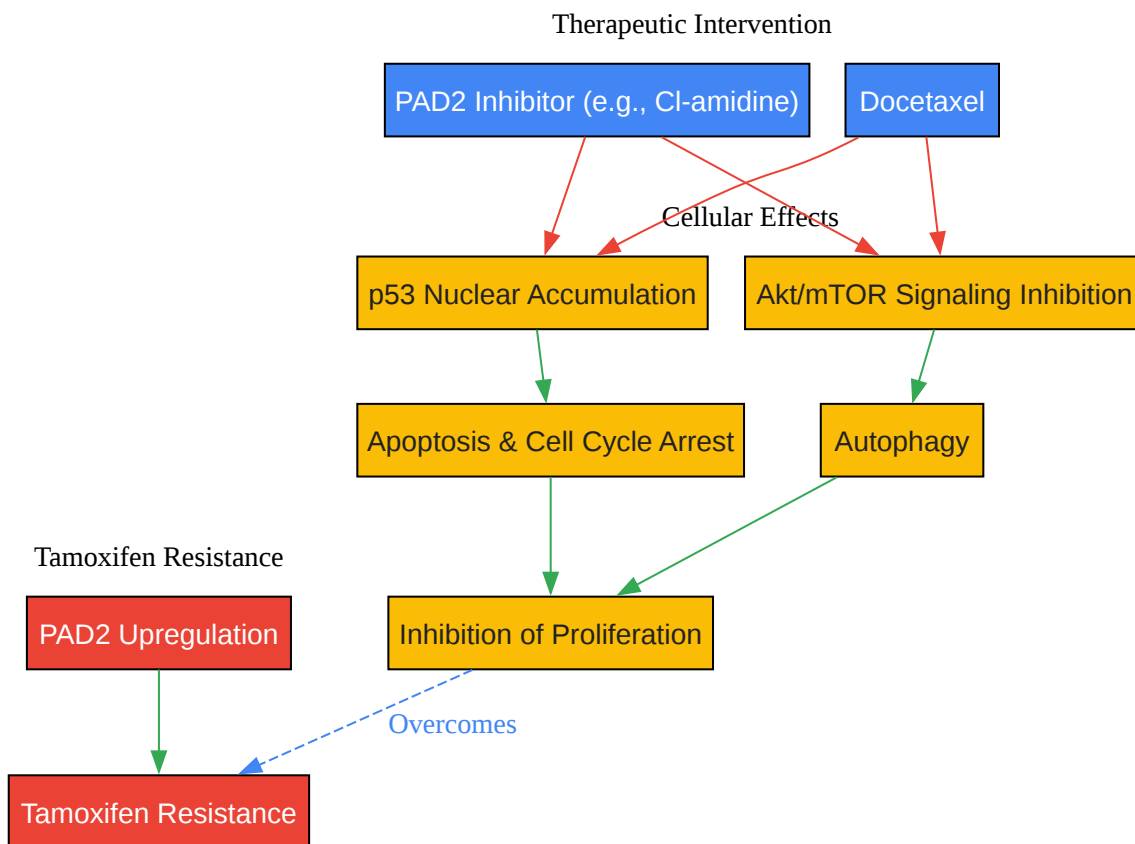 Therapeutic Intervention
PAD2 Inhibitor (e.g., Cl-amidine)
Docetaxel
Cellular Effects
p53 Nuclear Accumulation
Akt/mTOR Signaling Inhibition
Apoptosis & Cell Cycle Arrest
Autophagy
Tamoxifen Resistance
PAD2 Upregulation
Inhibition of Proliferation
Overcomes
Tamoxifen Resistance